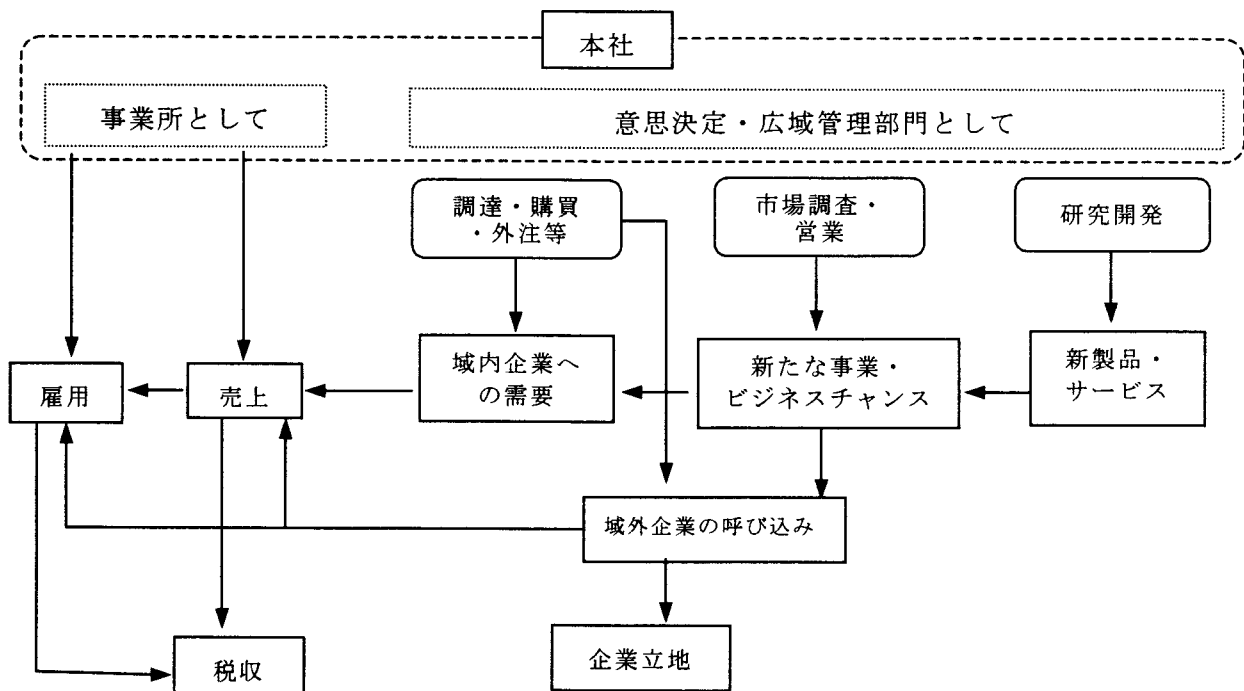 本社
事業所として
意思決定・広域管理部門として
調達・購買
・外注等
市場調査・
営業
研究開発
雇用
売上
域内企業へ
の需要
新たな事業・
ビジネスチャンス
新製品・
サービス
域外企業の呼び込み
税収
企業立地